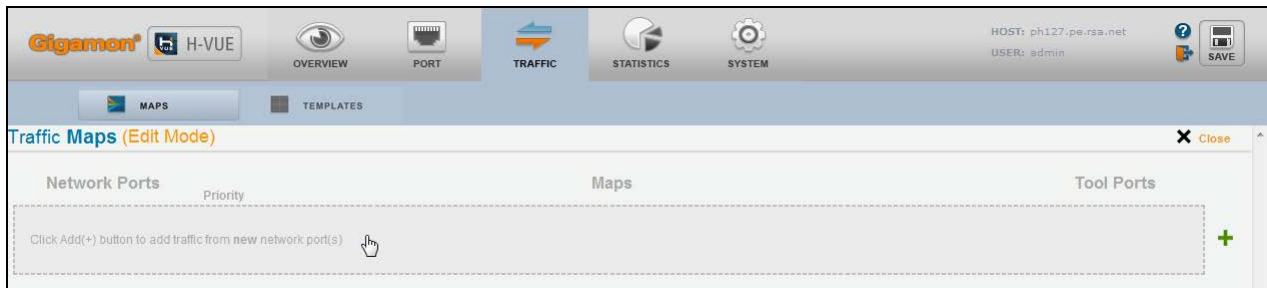 Gigamon® H-VUE
OVERVIEW
PORT
TRAFFIC
STATISTICS
SYSTEM
HOST: ph127.pe.rsa.net
USER: admin
SAVE
MAPS
TEMPLATES
Traffic Maps (Edit Mode)
Close
Network Ports
Priority
Maps
Tool Ports
Click Add(+) button to add traffic from new network port(s)